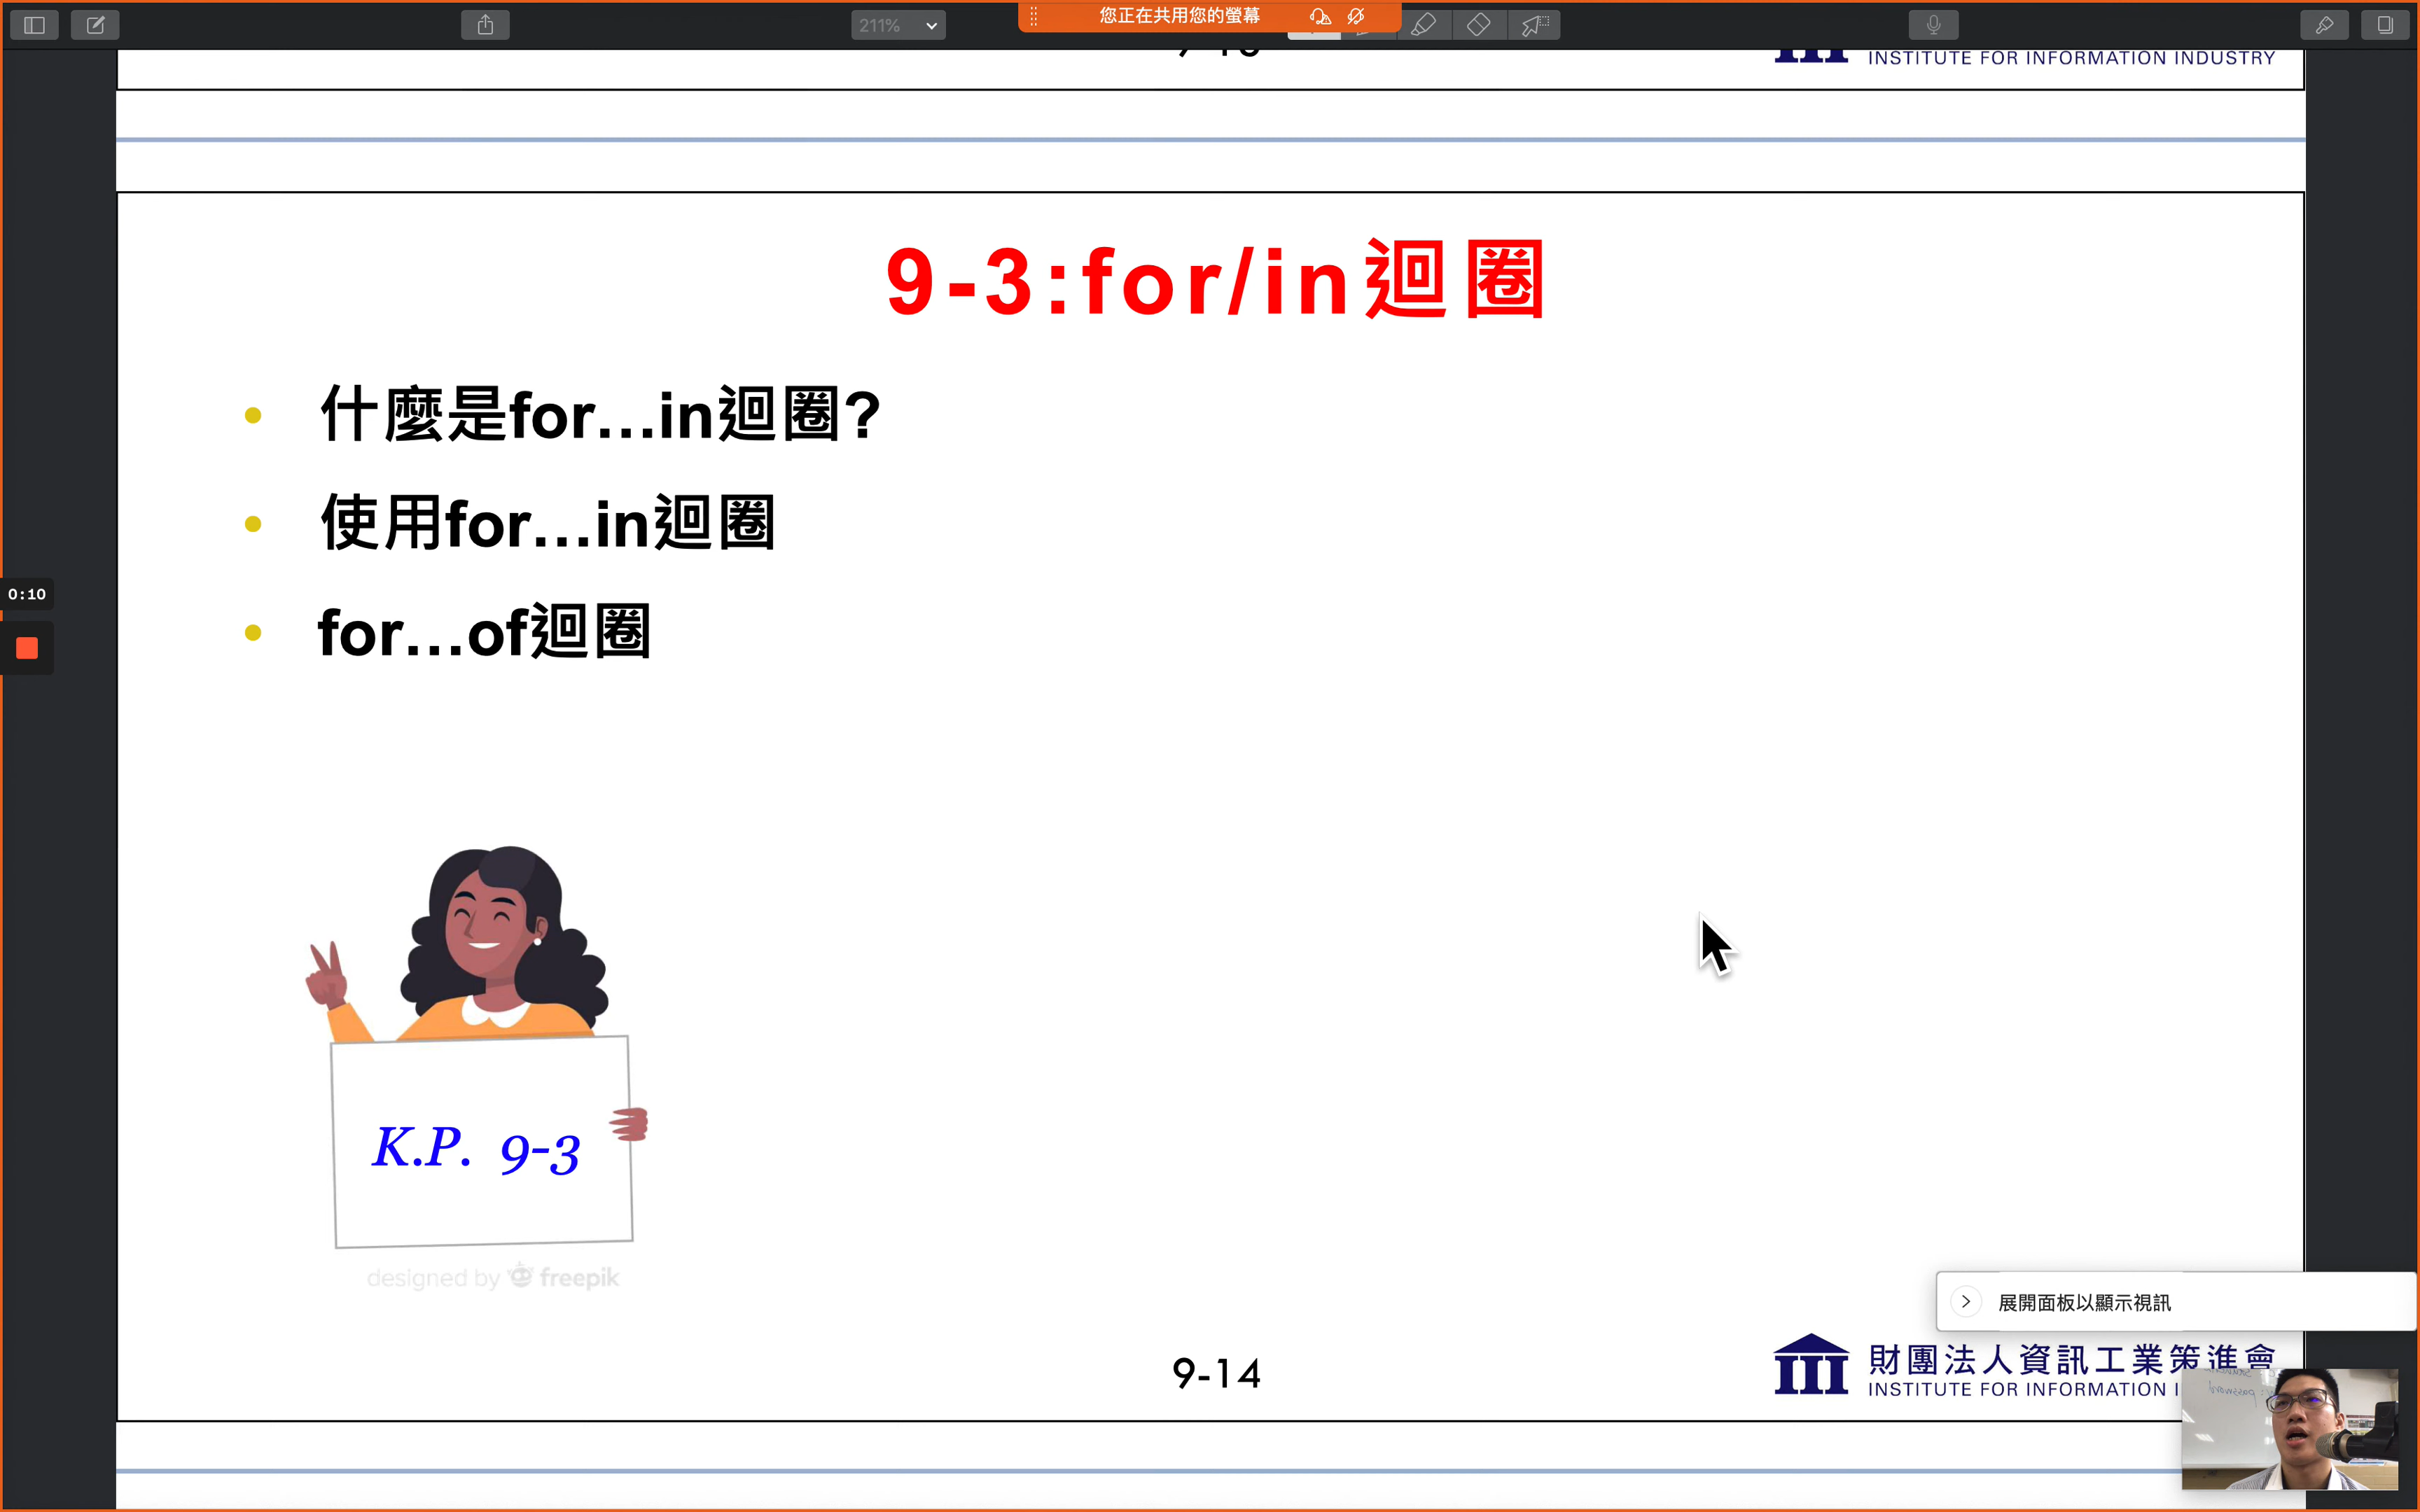 211%
您正在共用您的螢幕
INSTITUTE FOR INFORMATION INDUSTRY
9-3:for/in迴圈
• 什麼是for...in迴圈?
• 使用for...in迴圈
• for...of迴圈
0:10
K.P. 9-3
designed by freepik
展開面板以顯示視訊
9-14
財團法人資訊工業策進會
INSTITUTE FOR INFORMATION I
password